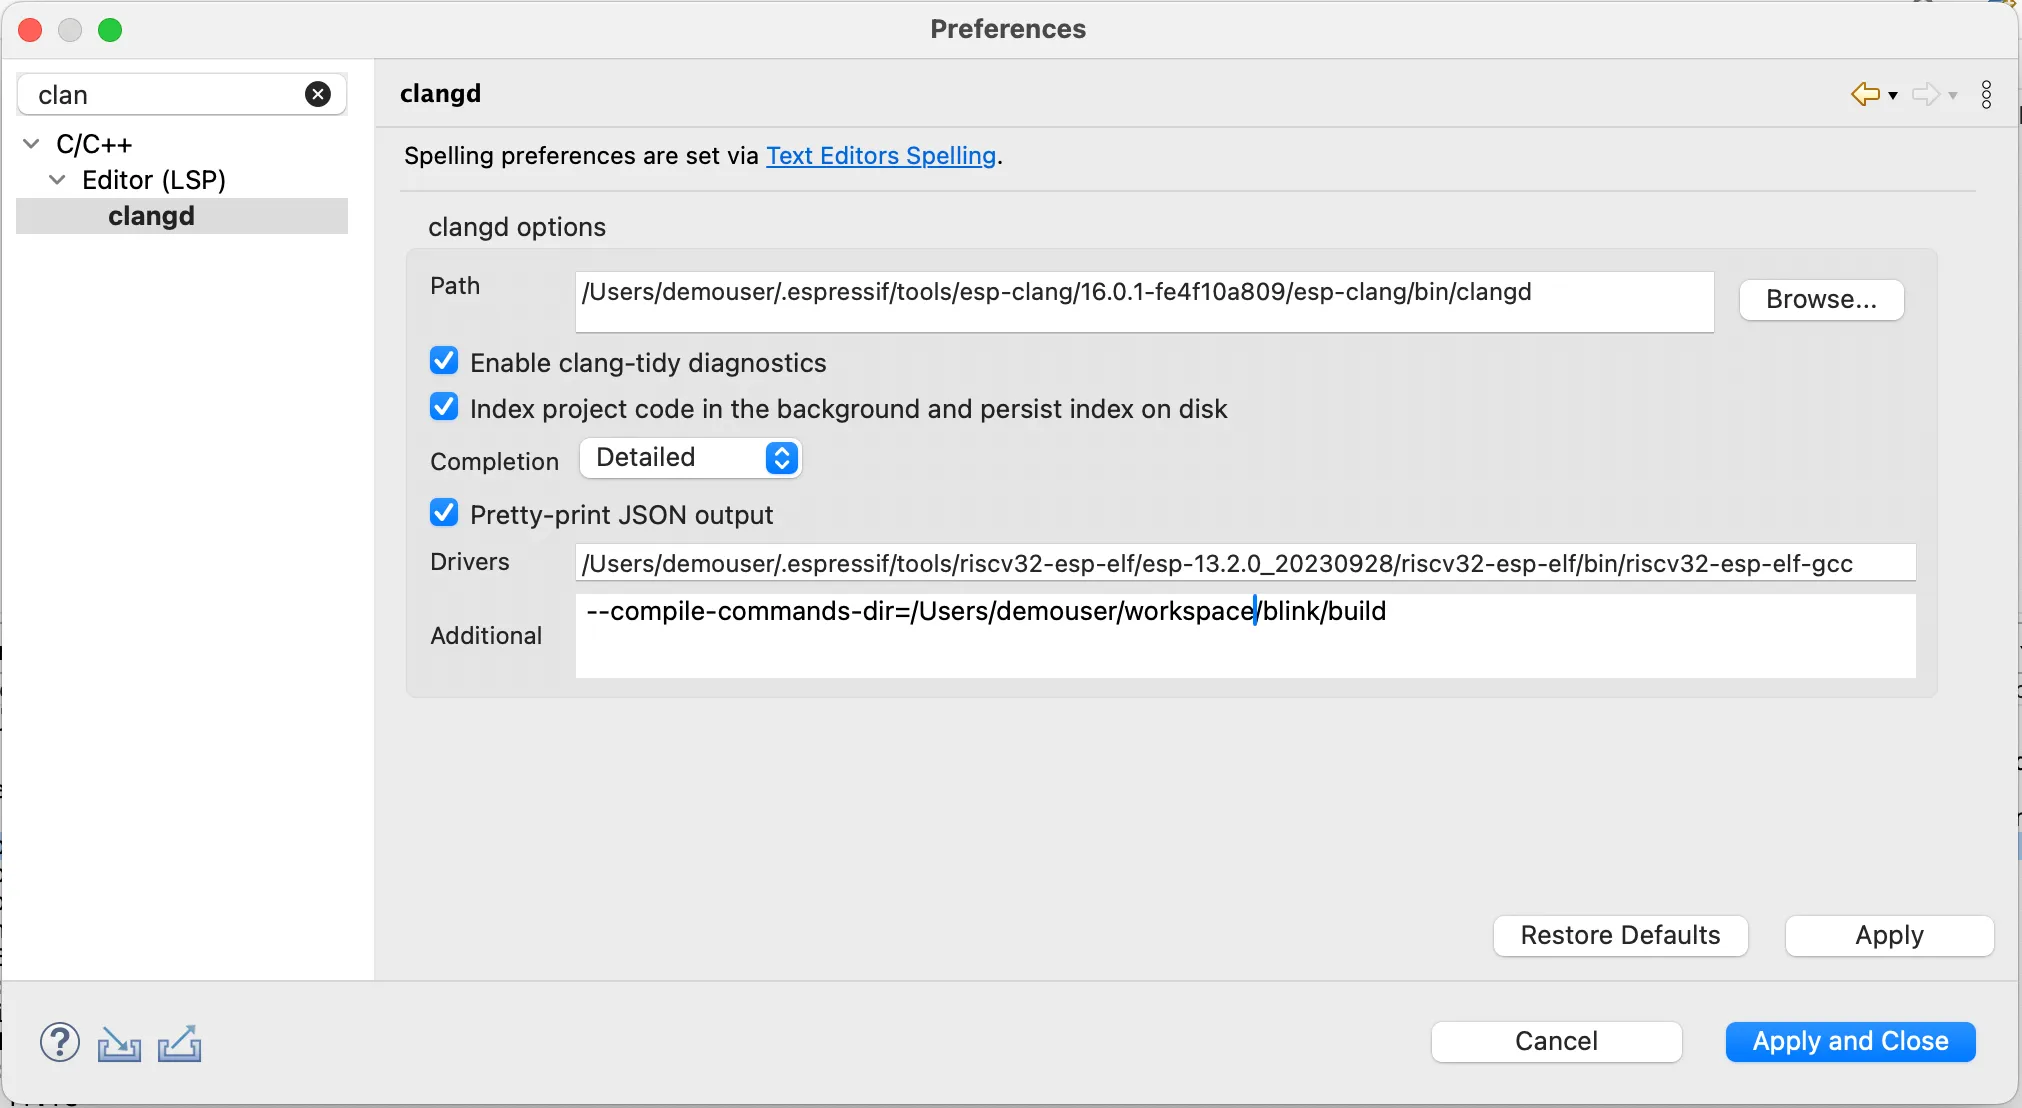 Preferences
clan
C/C++
Editor (LSP)
clangd
clangd
Spelling preferences are set via Text Editors Spelling.
clangd options
Path
/Users/demouser/.espressif/tools/esp-clang/16.0.1-fe4f10a809/esp-clang/bin/clangd
Browse...
Enable clang-tidy diagnostics
Index project code in the background and persist index on disk
Completion
Detailed
Pretty-print JSON output
Drivers
/Users/demouser/.espressif/tools/riscv32-esp-elf/esp-13.2.0_20230928/riscv32-esp-elf/bin/riscv32-esp-elf-gcc
Additional
--compile-commands-dir=/Users/demouser/workspace/blink/build
Restore Defaults
Apply
?
Cancel
Apply and Close